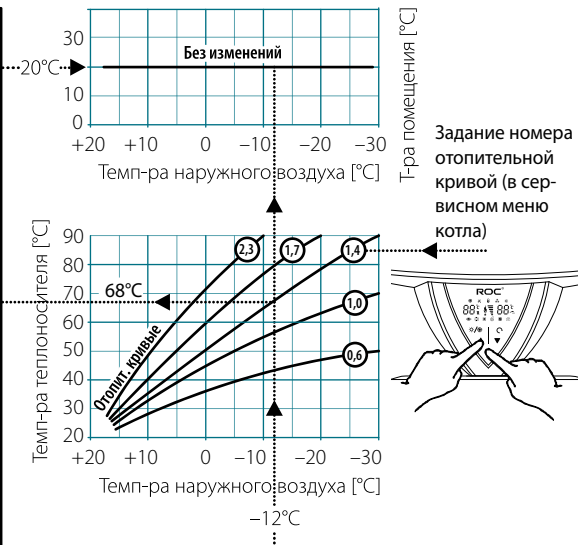 Т-ра помещения [°C]
30
Без изменений
20°C
10
0
+20 +10 0 –10 –20 –30
Темп-ра наружного воздуха [°C]
Задание номера
отопительной
кривой (в сер-
висном меню
котла)
Темп-ра теплоносителя [°C]
90
80
70
60
50
40
30
20
68°C
2,3
1,7
1,4
1,0
0,6
Отопит. кривые
+20 +10 0 –10 –20 –30
Темп-ра наружного воздуха [°C]
–12°C
ROC
88 88